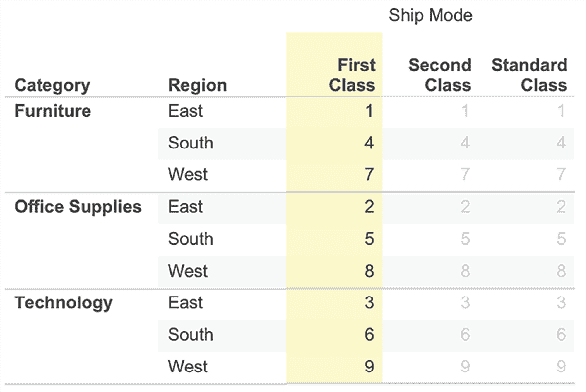 Ship Mode
Category Region First Class Second Class Standard Class
Furniture East 1 1 1
South 4 4 4
West 7 7 7
Office Supplies East 2 2 2
South 5 5 5
West 8 8 8
Technology East 3 3 3
South 6 6 6
West 9 9 9